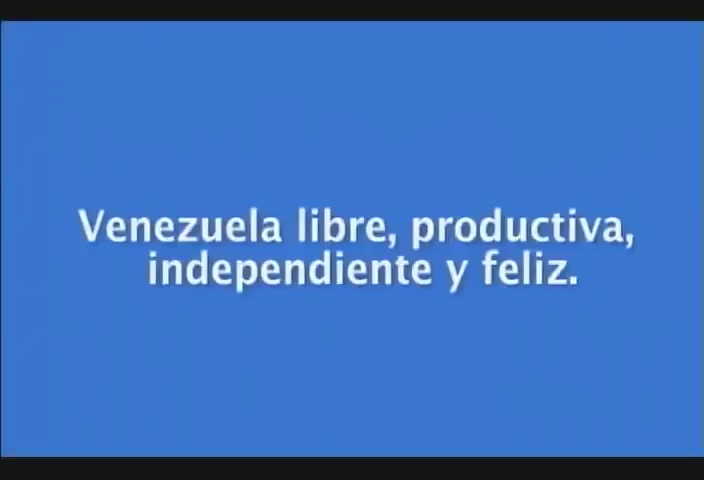 Venezuela libre, productiva,
independiente y feliz.